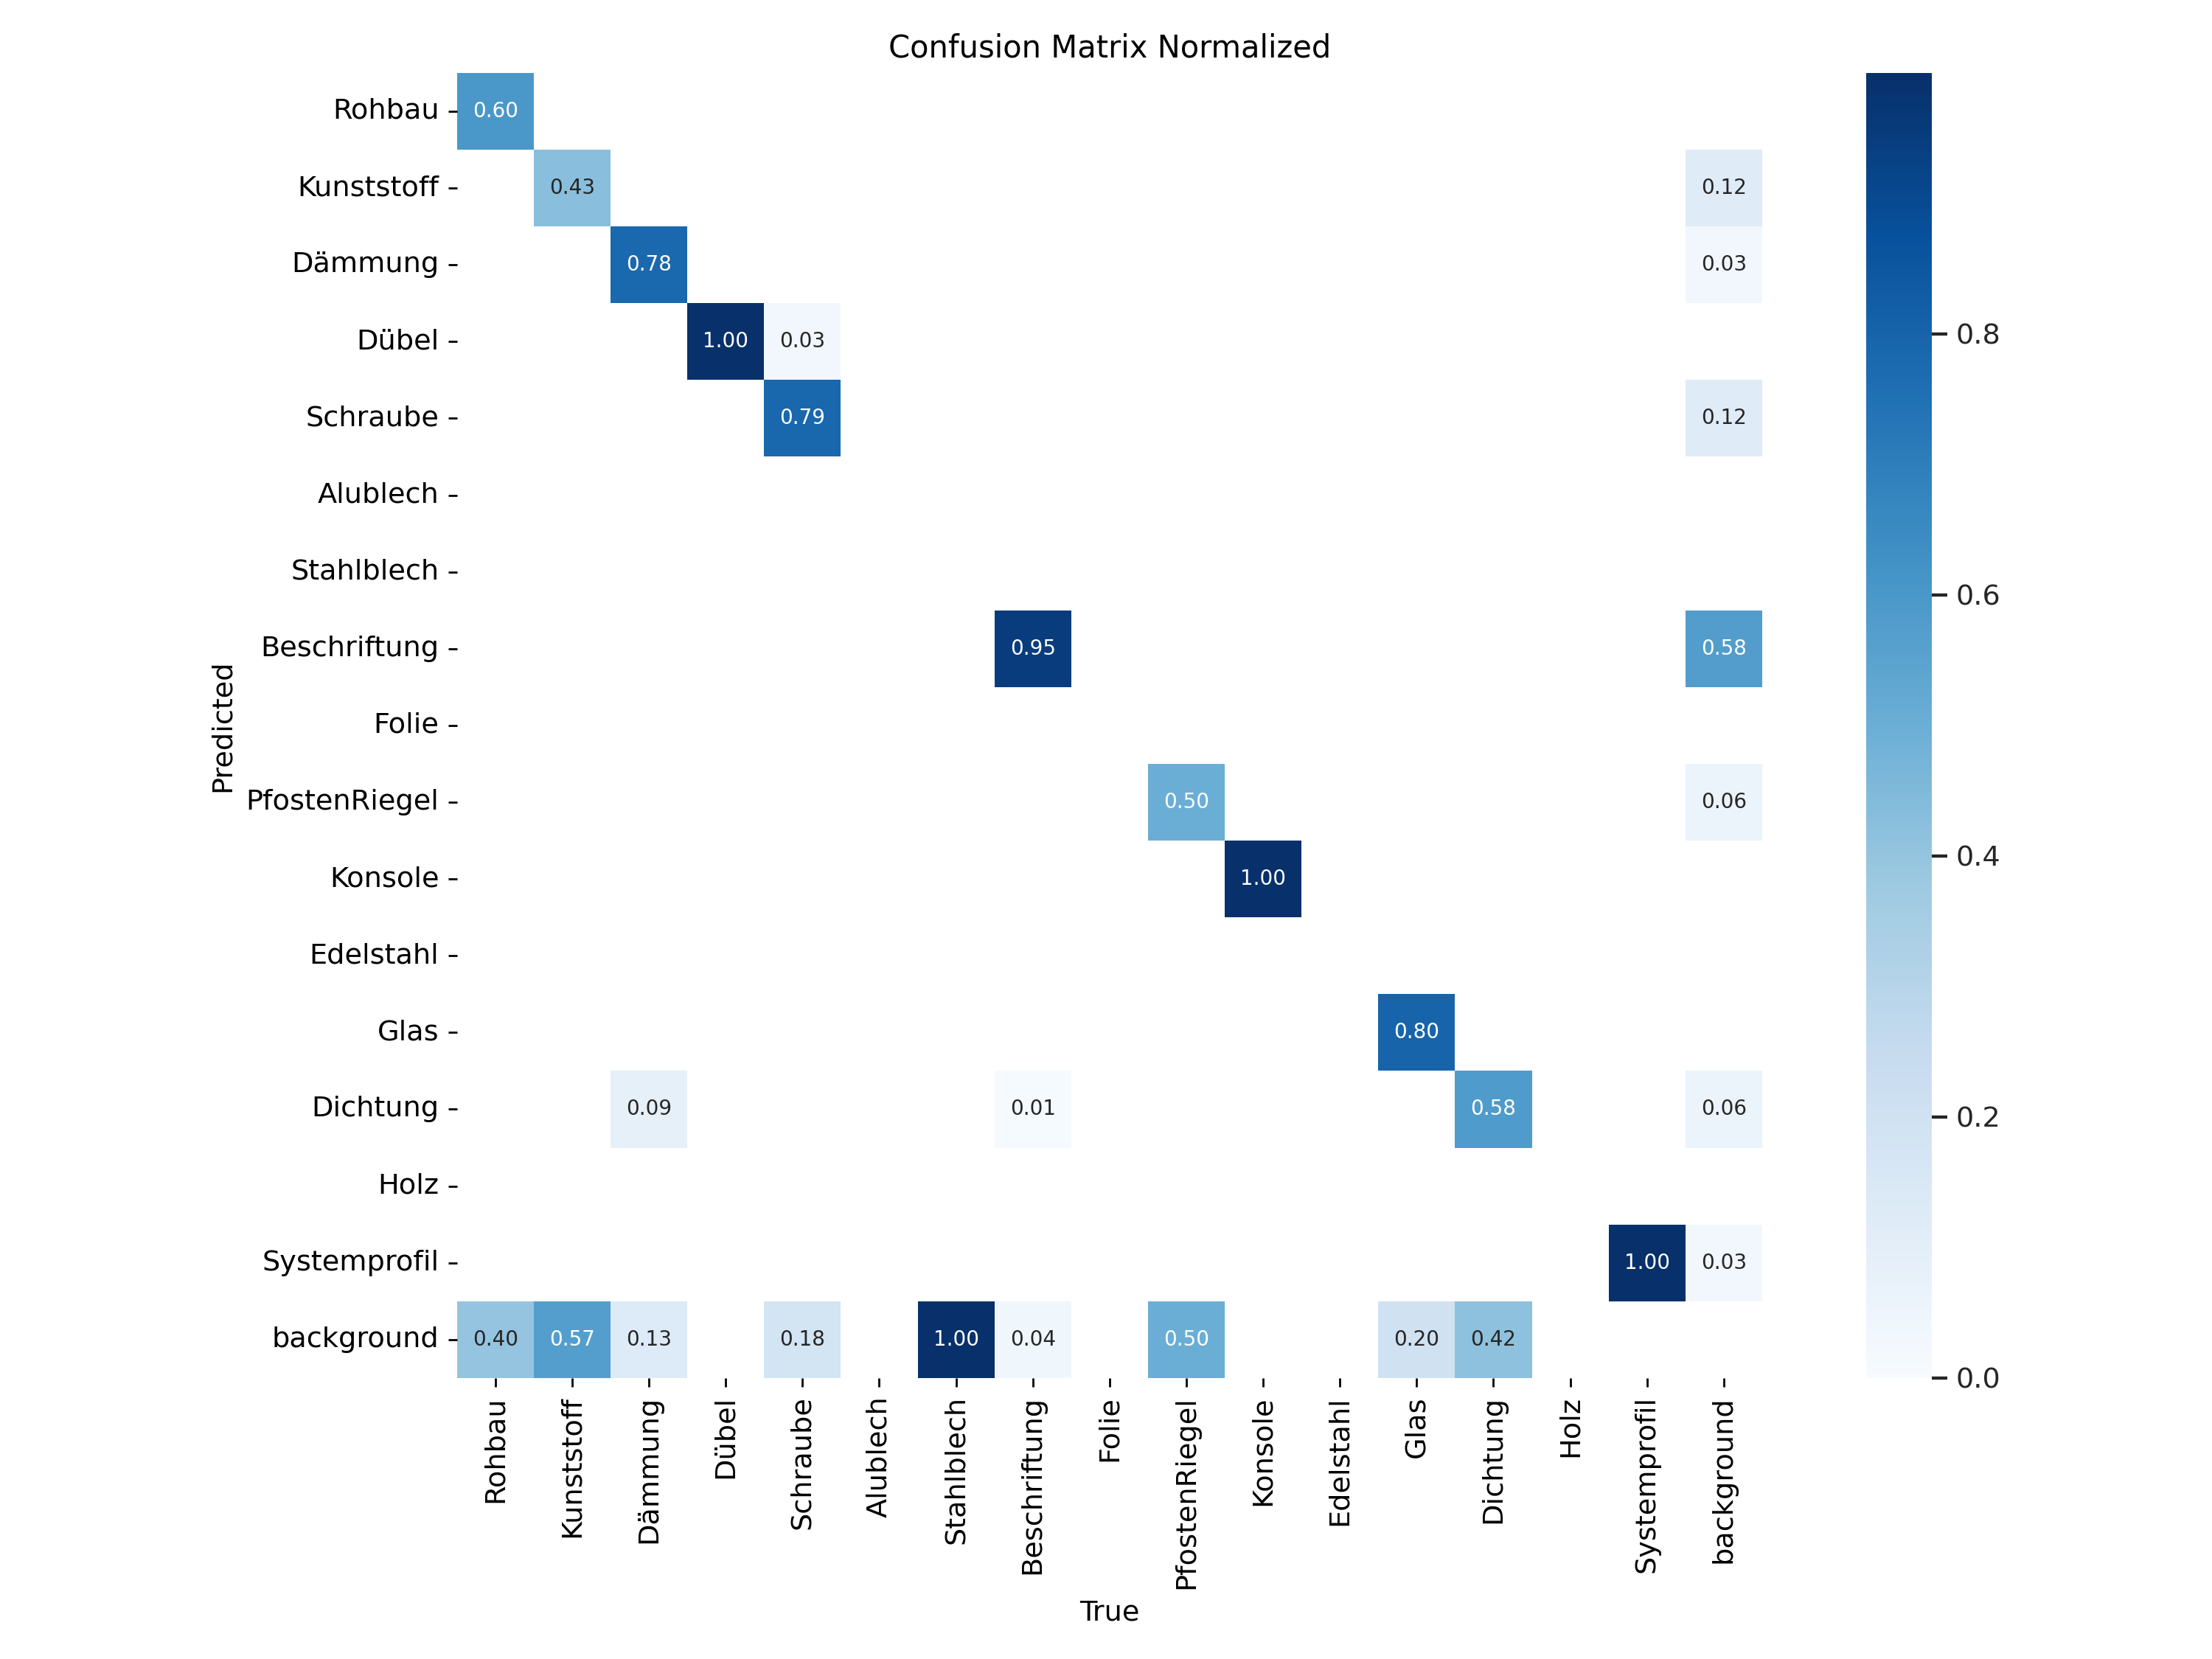 Confusion Matrix Normalized
Predicted
Rohbau 0.60
Kunststoff 0.43 0.12
Dämmung 0.78 0.03
Dübel 1.00 0.03
Schraube 0.79 0.12
Alublech
Stahlblech
Beschriftung 0.95 0.58
Folie
PfostenRiegel 0.50 0.06
Konsole 1.00
Edelstahl
Glas 0.80
Dichtung 0.09 0.01 0.58 0.06
Holz
Systemprofil 1.00 0.03
background 0.40 0.57 0.13 0.18 1.00 0.04 0.50 0.20 0.42
Rohbau Kunststoff Dämmung Dübel Schraube Alublech Stahlblech Beschriftung Folie PfostenRiegel Konsole Edelstahl Glas Dichtung Holz Systemprofil background
True
0.8
0.6
0.4
0.2
0.0